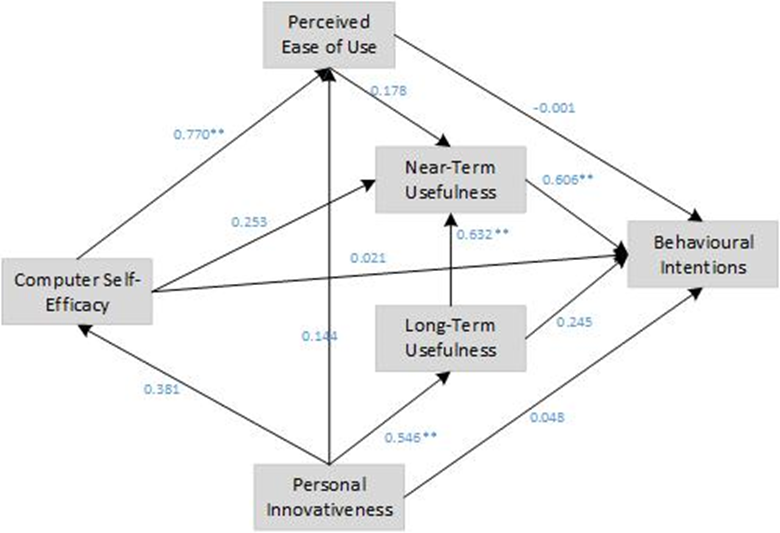 Perceived
Ease of Use
0.178
-0.001
0.770**
Near-Term
Usefulness
0.606**
0.253
0.632**
Behavioural
Intentions
0.021
Computer Self-
Efficacy
0.144
Long-Term
Usefulness
0.245
0.381
0.546**
0.048
Personal
Innovativeness